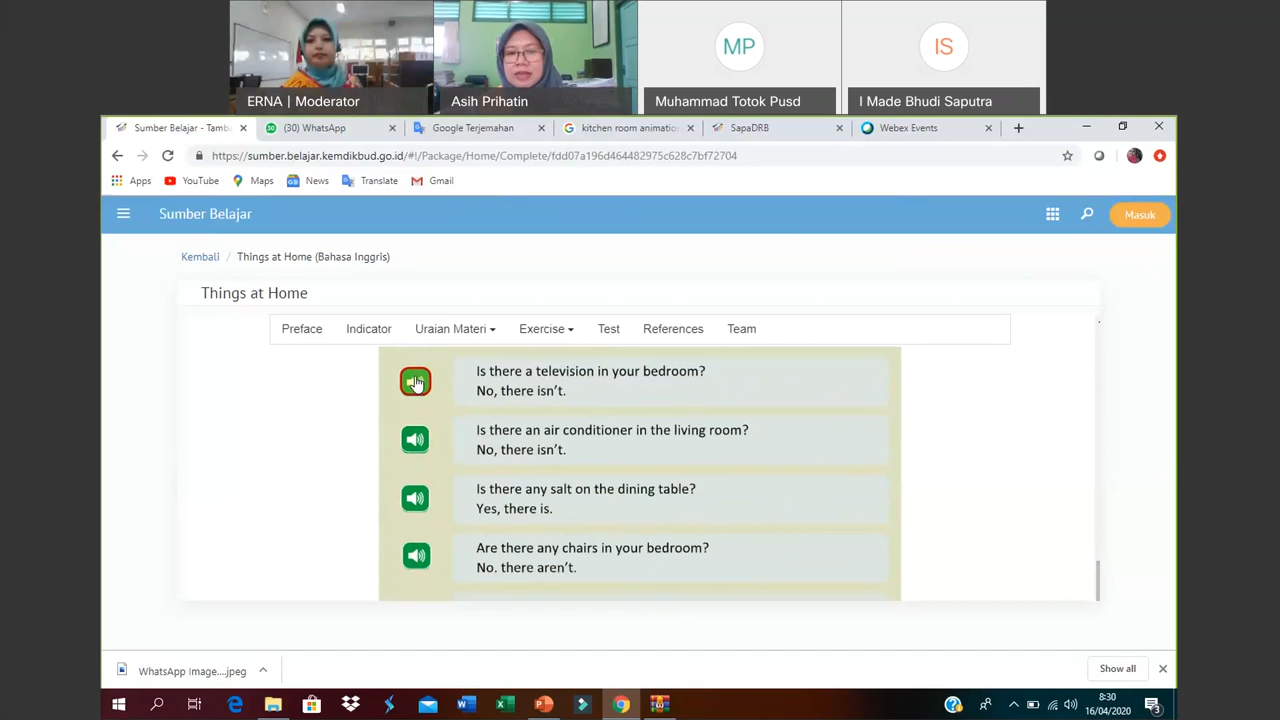 MP
IS
ERNA | Moderator
Asih Prihatin
Muhammad Totok Pusd
I Made Bhudi Saputra
Sumber Belajar - Tamba
(30) WhatsApp
Google Terjemahan
kitchen room animatio
SapaDRB
Webex Events
https://sumber.belajar.kemdikbud.go.id/#!/Package/Home/Complete/fdd07a196d464482975c628c7bf72704
Apps
YouTube
Maps
News
Translate
Gmail
Sumber Belajar
Masuk
Kembali / Things at Home (Bahasa Inggris)
Things at Home
Preface
Indicator
Uraian Materi
Exercise
Test
References
Team
Is there a television in your bedroom?
No, there isn't.
Is there an air conditioner in the living room?
No, there isn't.
Is there any salt on the dining table?
Yes, there is.
Are there any chairs in your bedroom?
No. there aren't.
WhatsApp Image....jpeg
Show all
8:30
16/04/2020
3